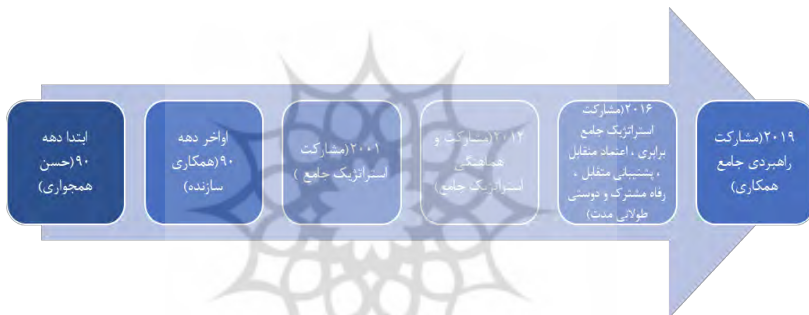 ابتدا دهه
۹۰(حسن
همجواری)
اواخر دهه
۹۰(همکاری
سازنده)
۲۰۰۱(مشارکت
استراتژیک جامع )
۲۰۱۲(مشارکت و
هماهنگی
استراتژیک جامع)
۲۰۱۶(مشارکت
استراتژیک جامع
برابری ، اعتماد متقابل
، پشتیبانی متقابل ،
رفاه مشترک و دوستی
طولانی مدت)
۲۰۱۹(مشارکت
راهبردی جامع
همکاری)